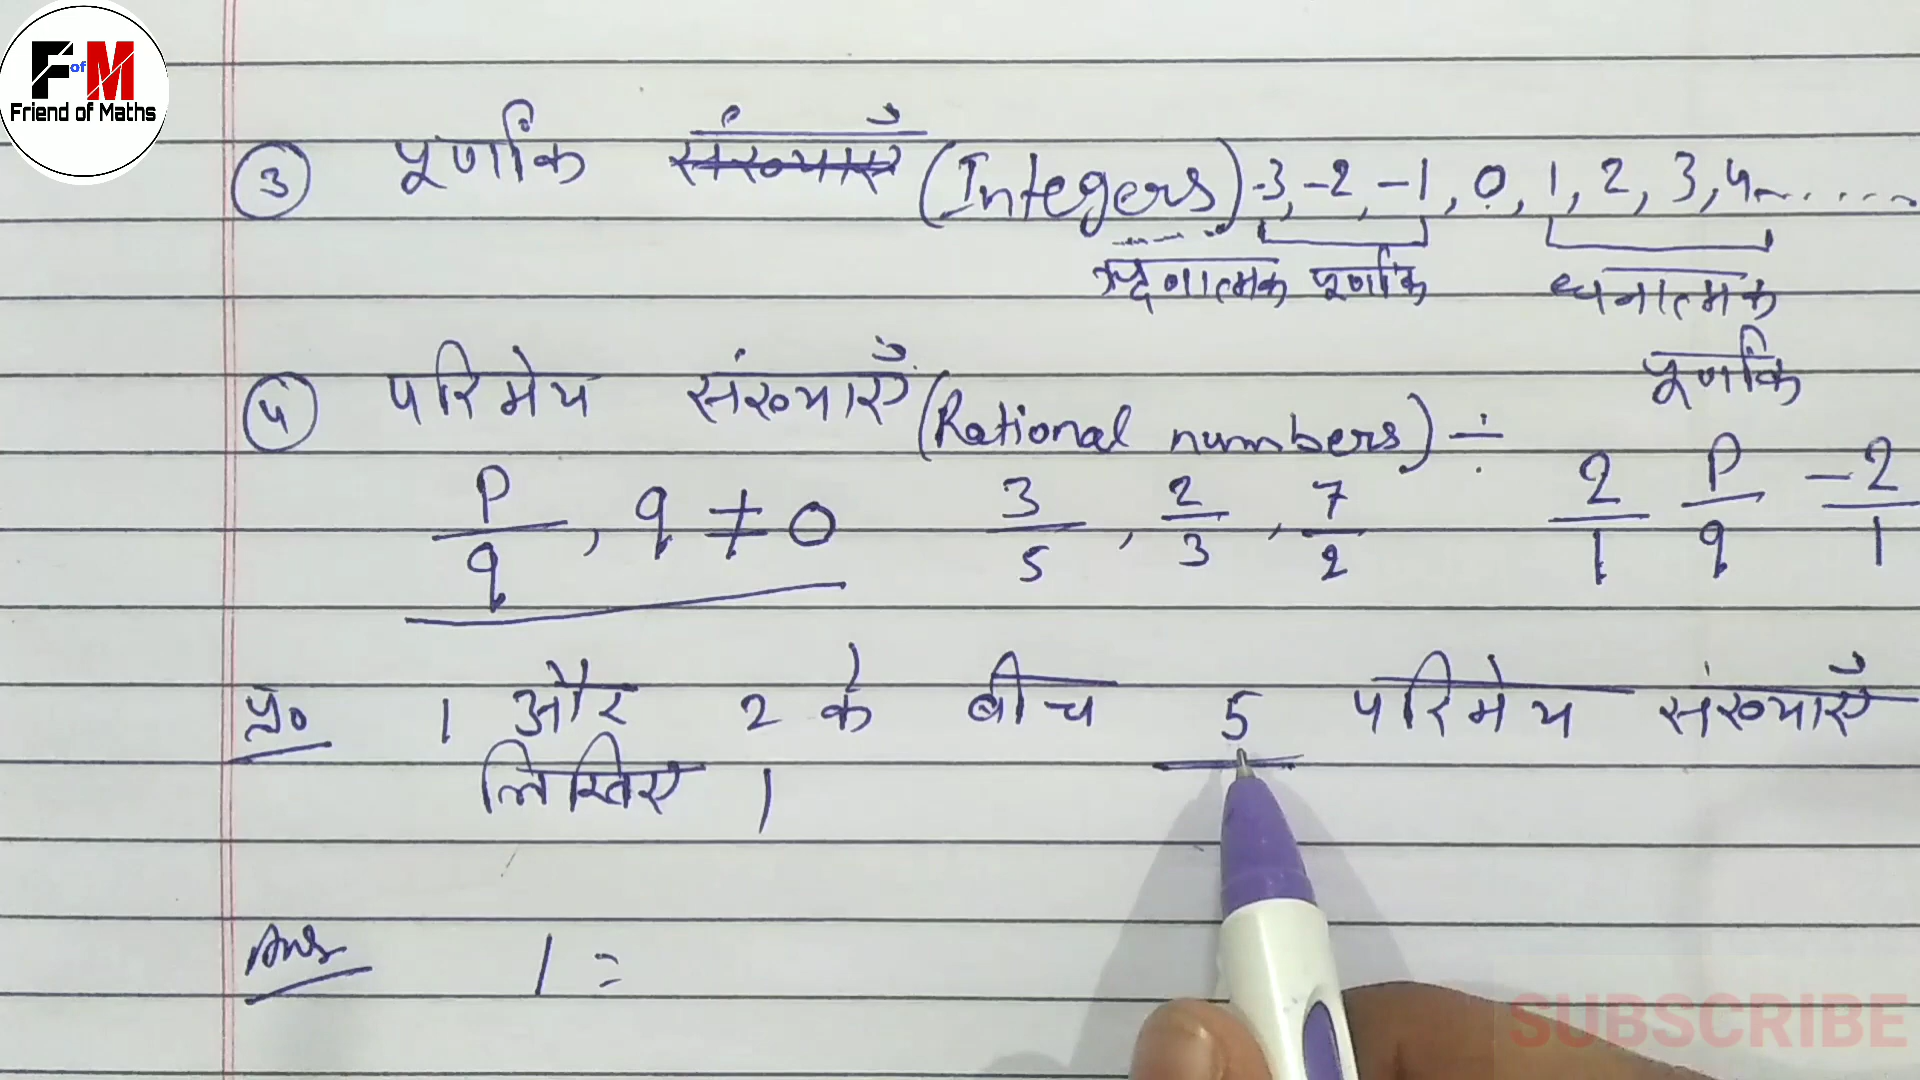 FofM
Friend of Maths
③ पूर्णांक संख्याएँ (Integers) -3, -2, -1, 0, 1, 2, 3, 4........
ऋणात्मक पूर्णांक धनात्मक
पूर्णांक
④ परिमेय संख्याएँ (Rational numbers) ÷
p/q, q ≠ 0 3/5, 2/3, 7/2 2/1 p/q -2/1
प्र० 1 और 2 के बीच 5 परिमेय संख्याएँ
लिखिए ।
Ans 1 =
SUBSCRIBE